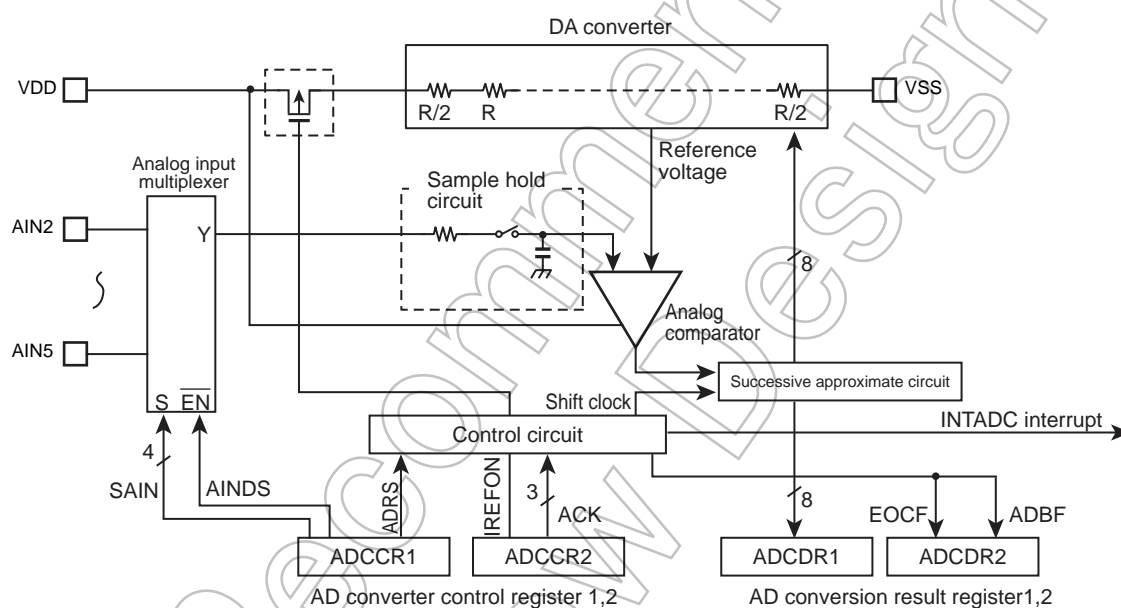 DA converter
VDD
R/2
R
R/2
VSS
Analog input
multiplexer
Reference
voltage
Sample hold
circuit
AIN2
Y
8
Analog
comparator
AIN5
Successive approximate circuit
S
EN
Shift clock
INTADC interrupt
Control circuit
4
SAIN
AINDS
ADRS
IREFON
3
ACK
8
EOCF
ADBF
ADCCR1
ADCCR2
ADCDR1
ADCDR2
AD converter control register 1,2
AD conversion result register1,2